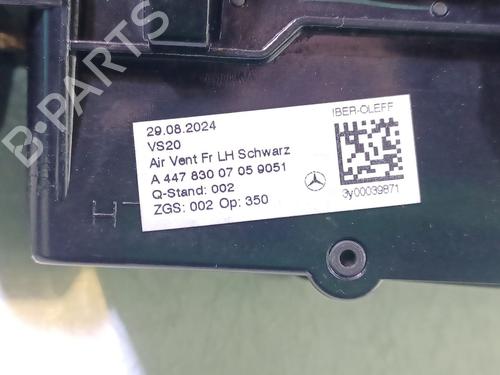 B-Parts
IBER-OLEFF
29.08.2024
VS20
Air Vent Fr LH Schwarz
A 447 830 07 05 9051
Q-Stand: 002
ZGS: 002 Op: 350
3y00039871
H